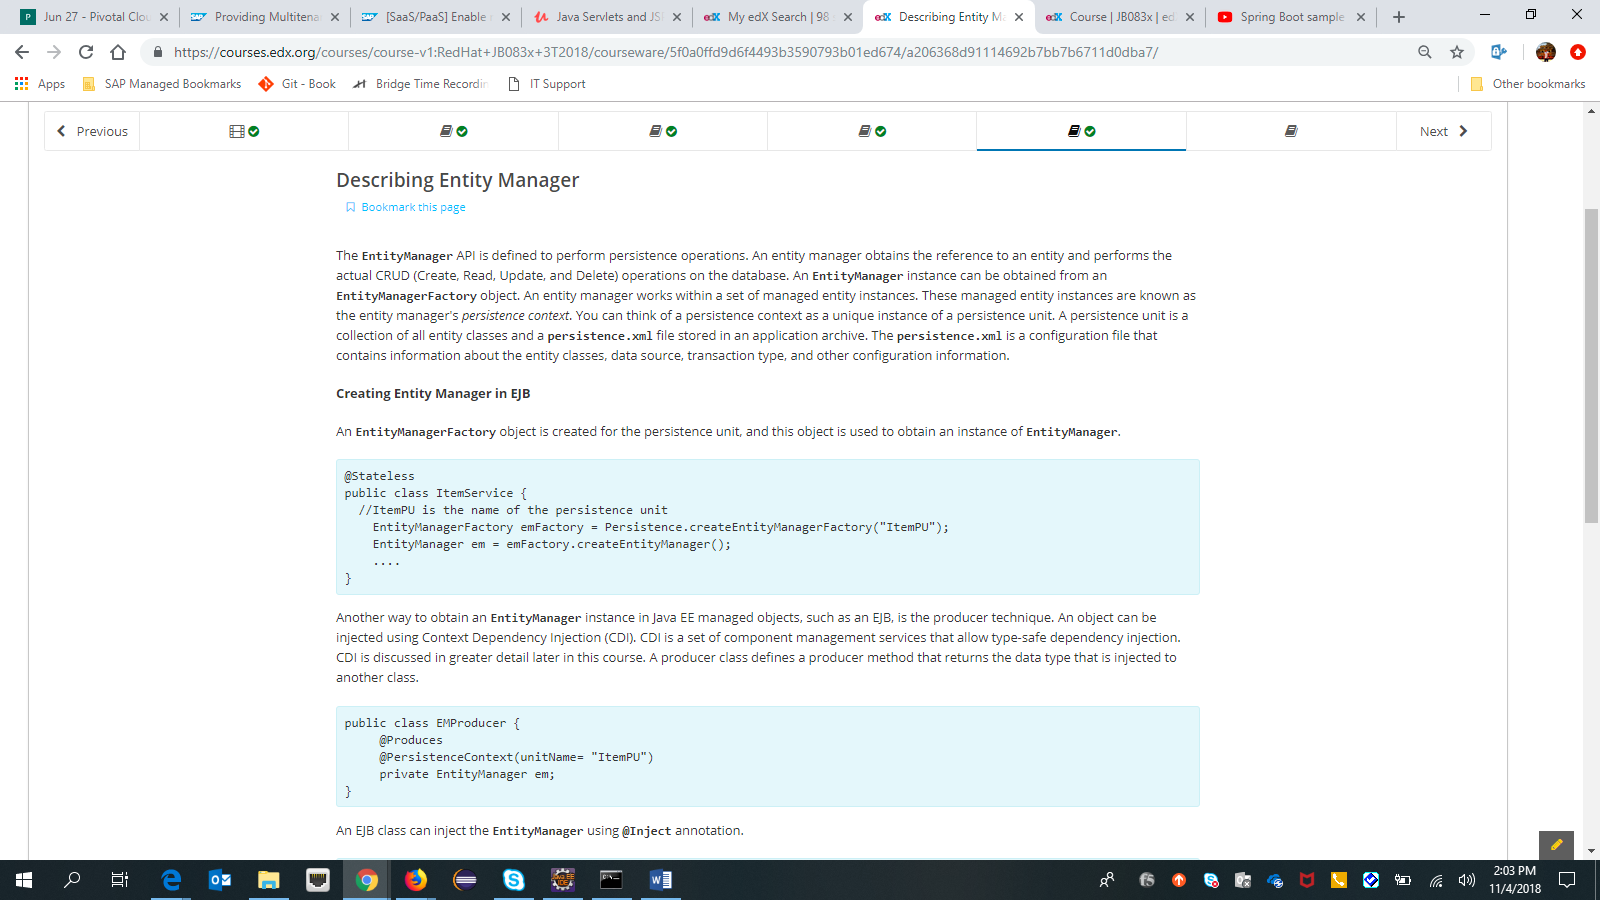 Jun 27 - Pivotal Clou
Providing Multitena
[SaaS/PaaS] Enable
Java Servlets and JSP
My edX Search | 98
Describing Entity Ma
Course | JB083x | ed
Spring Boot sample
https://courses.edx.org/courses/course-v1:RedHat+JB083x+3T2018/courseware/5f0a0ffd9d6f4493b3590793b01ed674/a206368d91114692b7bb7b6711d0dba7/
Apps
SAP Managed Bookmarks
Git - Book
Bridge Time Recordin
IT Support
Other bookmarks
Previous
Next
Describing Entity Manager
Bookmark this page
The EntityManager API is defined to perform persistence operations. An entity manager obtains the reference to an entity and performs the
actual CRUD (Create, Read, Update, and Delete) operations on the database. An EntityManager instance can be obtained from an
EntityManagerFactory object. An entity manager works within a set of managed entity instances. These managed entity instances are known as
the entity manager's persistence context. You can think of a persistence context as a unique instance of a persistence unit. A persistence unit is a
collection of all entity classes and a persistence.xml file stored in an application archive. The persistence.xml is a configuration file that
contains information about the entity classes, data source, transaction type, and other configuration information.
Creating Entity Manager in EJB
An EntityManagerFactory object is created for the persistence unit, and this object is used to obtain an instance of EntityManager.
@Stateless
public class ItemService {
//ItemPU is the name of the persistence unit
EntityManagerFactory emFactory = Persistence.createEntityManagerFactory("ItemPU");
EntityManager em = emFactory.createEntityManager();
....
}
Another way to obtain an EntityManager instance in Java EE managed objects, such as an EJB, is the producer technique. An object can be
injected using Context Dependency Injection (CDI). CDI is a set of component management services that allow type-safe dependency injection.
CDI is discussed in greater detail later in this course. A producer class defines a producer method that returns the data type that is injected to
another class.
public class EMProducer {
@Produces
@PersistenceContext(unitName= "ItemPU")
private EntityManager em;
}
An EJB class can inject the EntityManager using @Inject annotation.
2:03 PM
11/4/2018